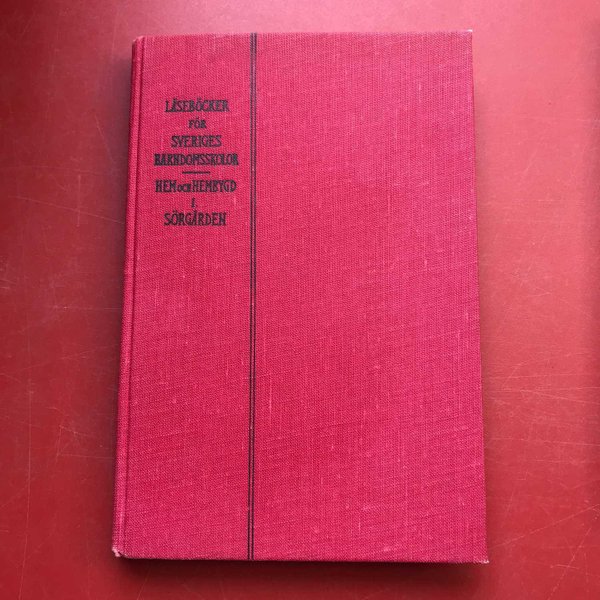 LÄSEBÖCKER
FÖR
SVERIGES
BARNDOMSSKOLOR
HEM OCH HEMBYGD
I.
SÖRGÅRDEN